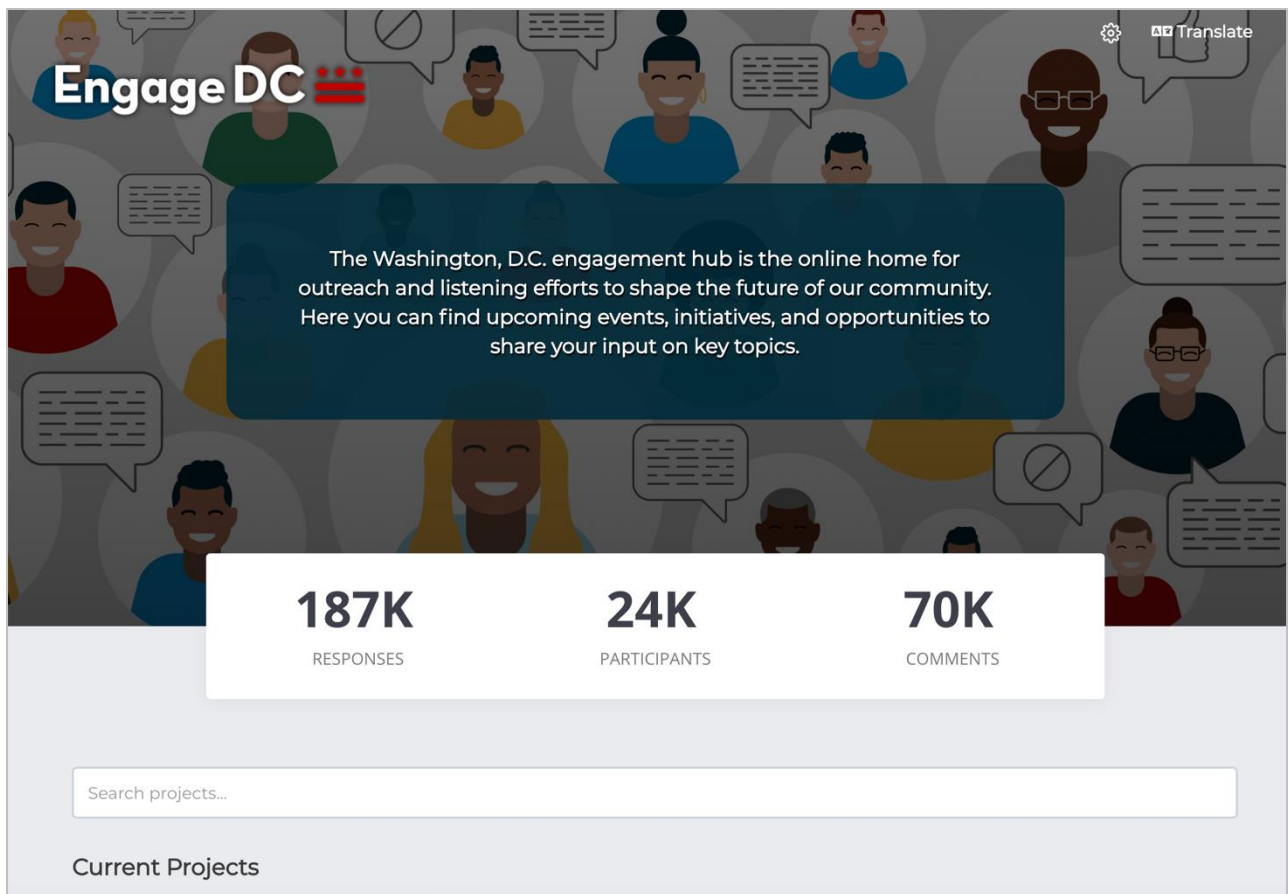 Translate
Engage DC
The Washington, D.C. engagement hub is the online home for
outreach and listening efforts to shape the future of our community.
Here you can find upcoming events, initiatives, and opportunities to
share your input on key topics.
187K
24K
70K
RESPONSES
PARTICIPANTS
COMMENTS
Search projects...
Current Projects